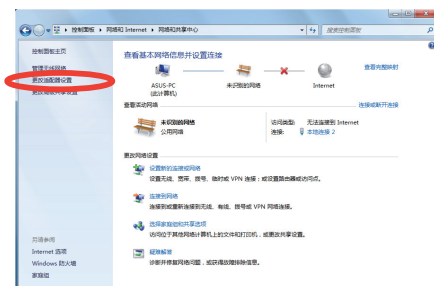 控制面板 ▸ 网络和 Internet ▸ 网络和共享中心
搜索控制面板
控制面板主页
管理无线网络
更改适配器设置
更改高级共享设置
查看基本网络信息并设置连接
ASUS-PC
(此计算机)
未识别的网络
Internet
查看完整映射
查看活动网络
连接或断开连接
未识别的网络
公用网络
访问类型: 无法连接到 Internet
连接: 本地连接 2
更改网络设置
设置新的连接或网络
设置无线、宽带、拨号、临时或 VPN 连接；或设置路由器或访问点。
连接到网络
连接到或重新连接到无线、有线、拨号或 VPN 网络连接。
选择家庭组和共享选项
访问位于其他网络计算机上的文件和打印机，或更改共享设置。
疑难解答
诊断并修复网络问题，或获得故障排除信息。
另请参阅
Internet 选项
Windows 防火墙
家庭组